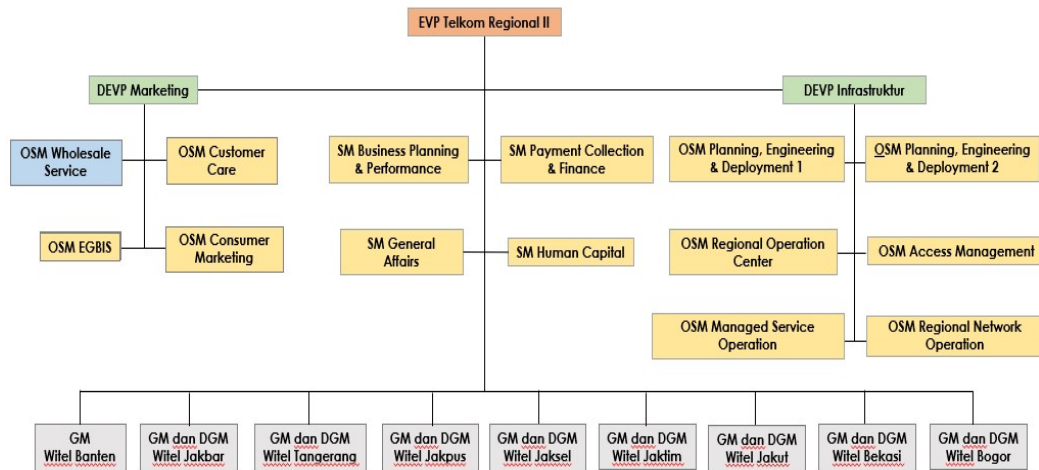 EVP Telkom Regional II
DEVP Marketing
DEVP Infrastruktur
OSM Wholesale
Service
OSM Customer
Care
SM Business Planning
& Performance
SM Payment Collection
& Finance
OSM Planning, Engineering
& Deployment 1
OSM Planning, Engineering
& Deployment 2
OSM EGBIS
OSM Consumer
Marketing
SM General
Affairs
SM Human Capital
OSM Regional Operation
Center
OSM Access Management
OSM Managed Service
Operation
OSM Regional Network
Operation
GM
Witel Banten
GM dan DGM
Witel Jakbar
GM dan DGM
Witel Tangerang
GM dan DGM
Witel Jakpus
GM dan DGM
Witel Jaksel
GM dan DGM
Witel Jaktim
GM dan DGM
Witel Jakut
GM dan DGM
Witel Bekasi
GM dan DGM
Witel Bogor